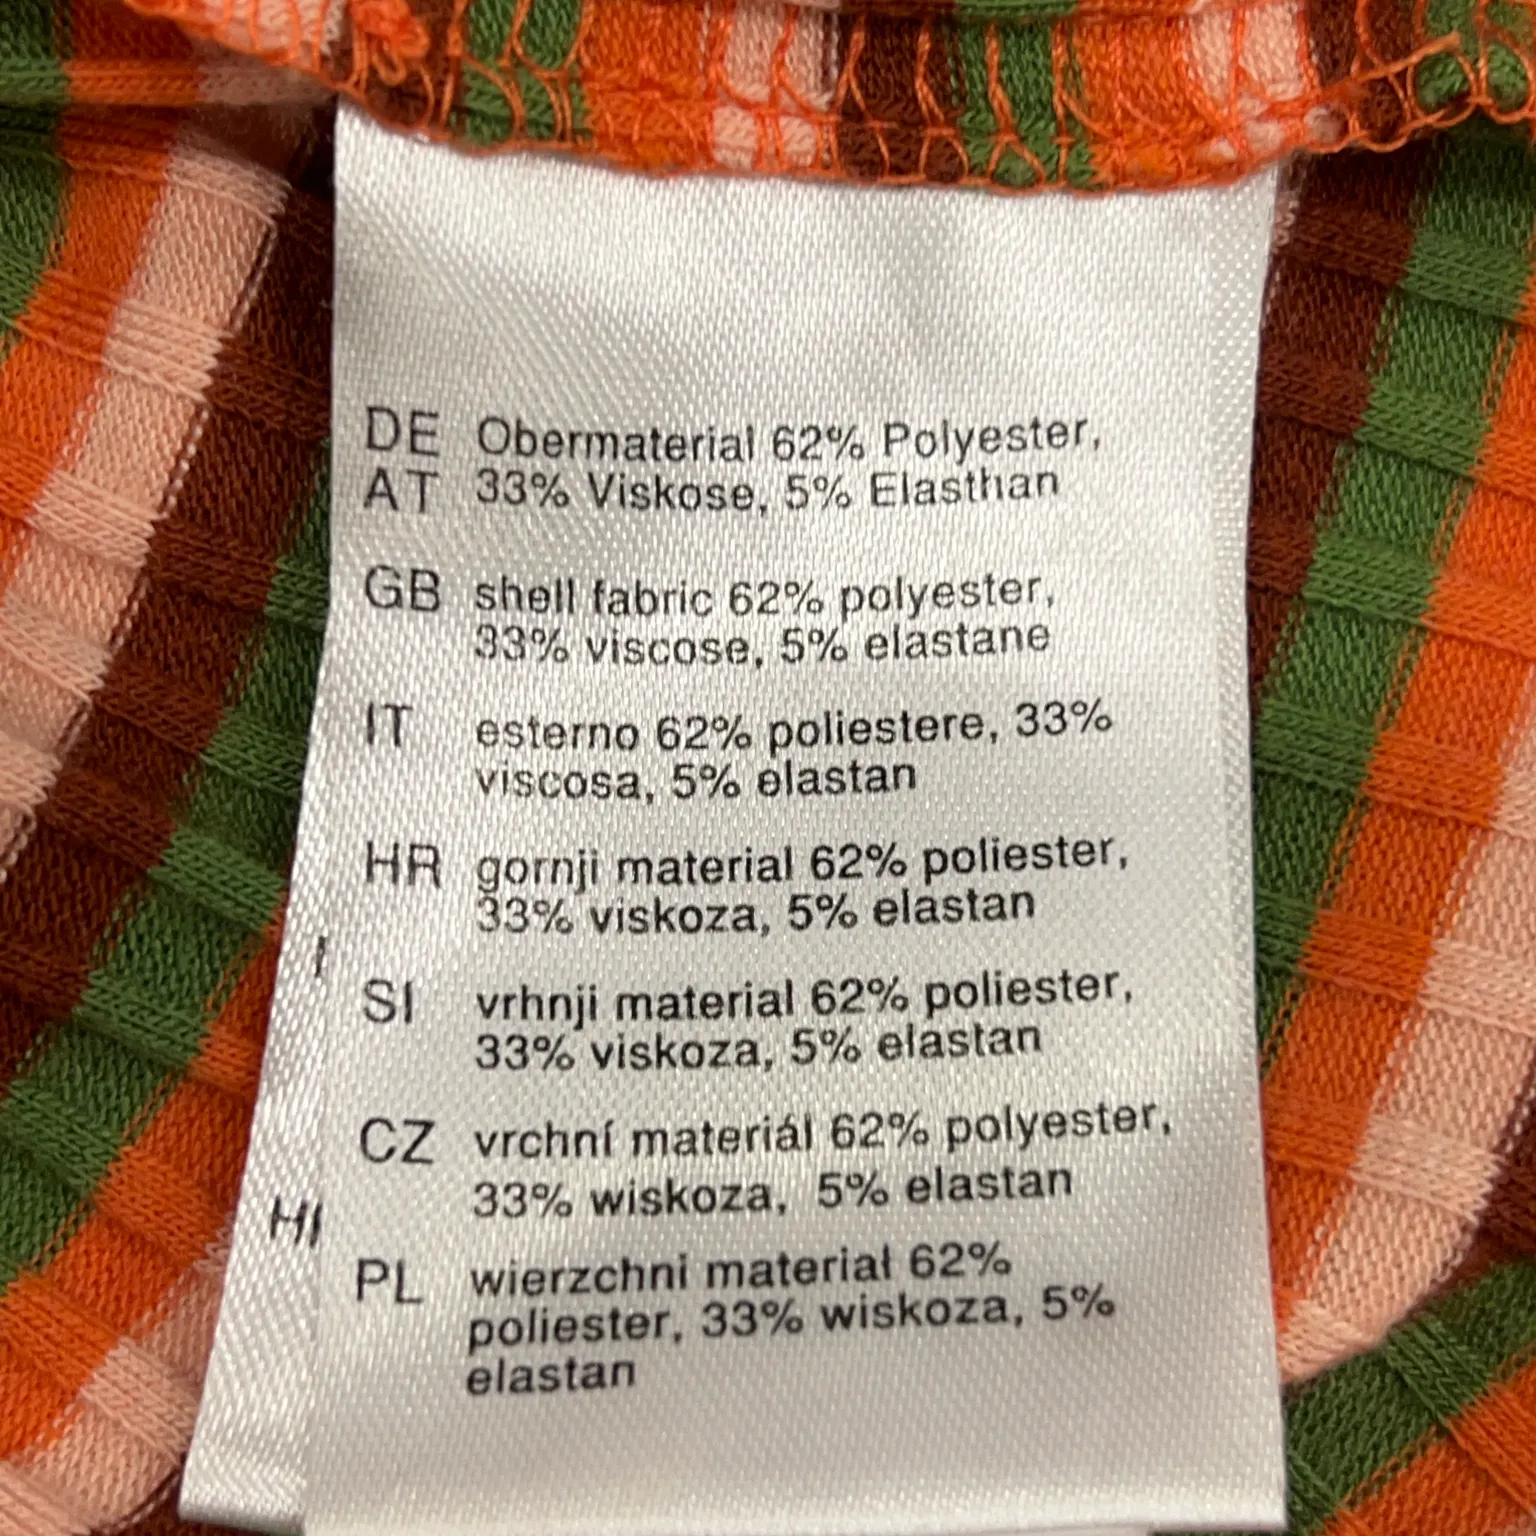 DE Obermaterial 62% Polyester,
AT 33% Viskose, 5% Elasthan
GB shell fabric 62% polyester,
33% viscose, 5% elastane
IT esterno 62% poliestere, 33%
viscosa, 5% elastan
HR gornji material 62% poliester,
33% viskoza, 5% elastan
SI vrhnji material 62% poliester,
33% viskoza, 5% elastan
CZ vrchní materiál 62% polyester,
33% wiskoza, 5% elastan
PL wierzchni materiał 62%
poliester, 33% wiskoza, 5%
elastan